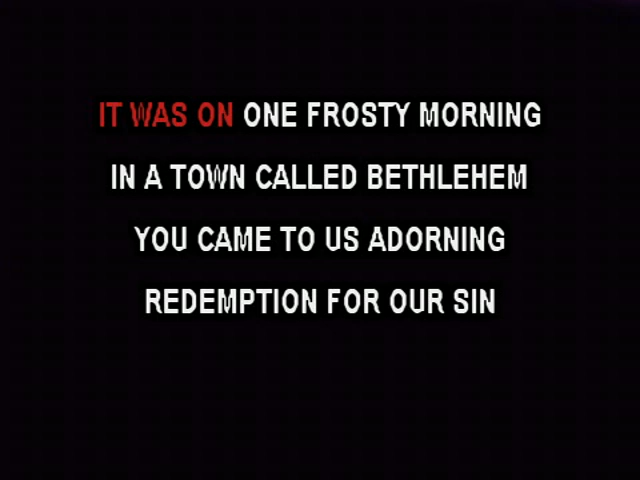 IT WAS ON ONE FROSTY MORNING
IN A TOWN CALLED BETHLEHEM
YOU CAME TO US ADORNING
REDEMPTION FOR OUR SIN